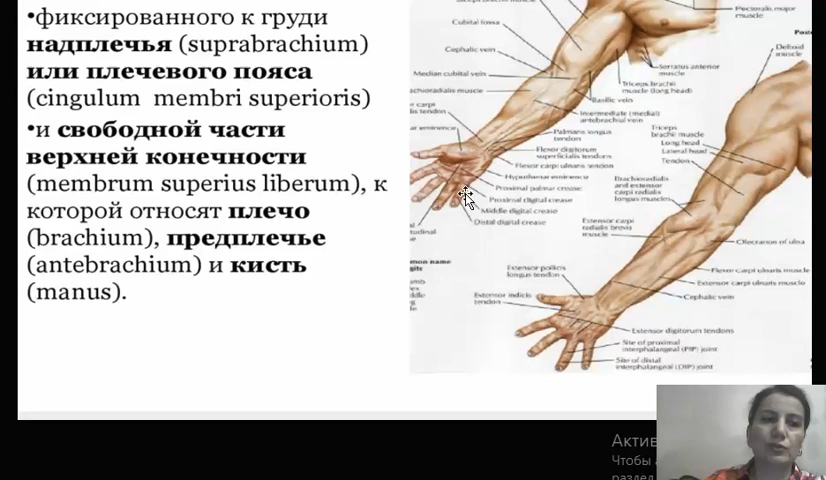 •фиксированного к груди
надплечья (suprabrachium)
или плечевого пояса
(cingulum membri superioris)
•и свободной части
верхней конечности
(membrum superius liberum), к
которой относят плечо
(brachium), предплечье
(antebrachium) и кисть
(manus).
Pectoralis major
muscle
Cubital fossa
Cephalic vein
Median cubital vein
Serratus anterior
muscle
Triceps brachii
muscle (long head)
Basilic vein
Intermediate (medial)
antebrachial vein
Palmaris longus
tendon
Flexor digitorum
superficialis tendons
Flexor carpi ulnaris tendon
Hypothenar eminence
Proximal palmar crease
Proximal digital crease
Middle digital crease
Distal digital crease
Deltoid
muscle
Triceps
brachii muscle
Long head
Lateral head
Tendon
Brachioradialis
and extensor
carpi radialis
longus muscles
Extensor carpi
radialis brevis
muscle
Olecranon of ulna
Flexor carpi ulnaris muscle
Extensor carpi ulnaris muscle
Cephalic vein
Extensor pollicis
longus tendon
Extensor indicis
tendon
Extensor digitorum tendons
Site of proximal
interphalangeal (PIP) joint
Site of distal
interphalangeal (DIP) joint
Чтобы